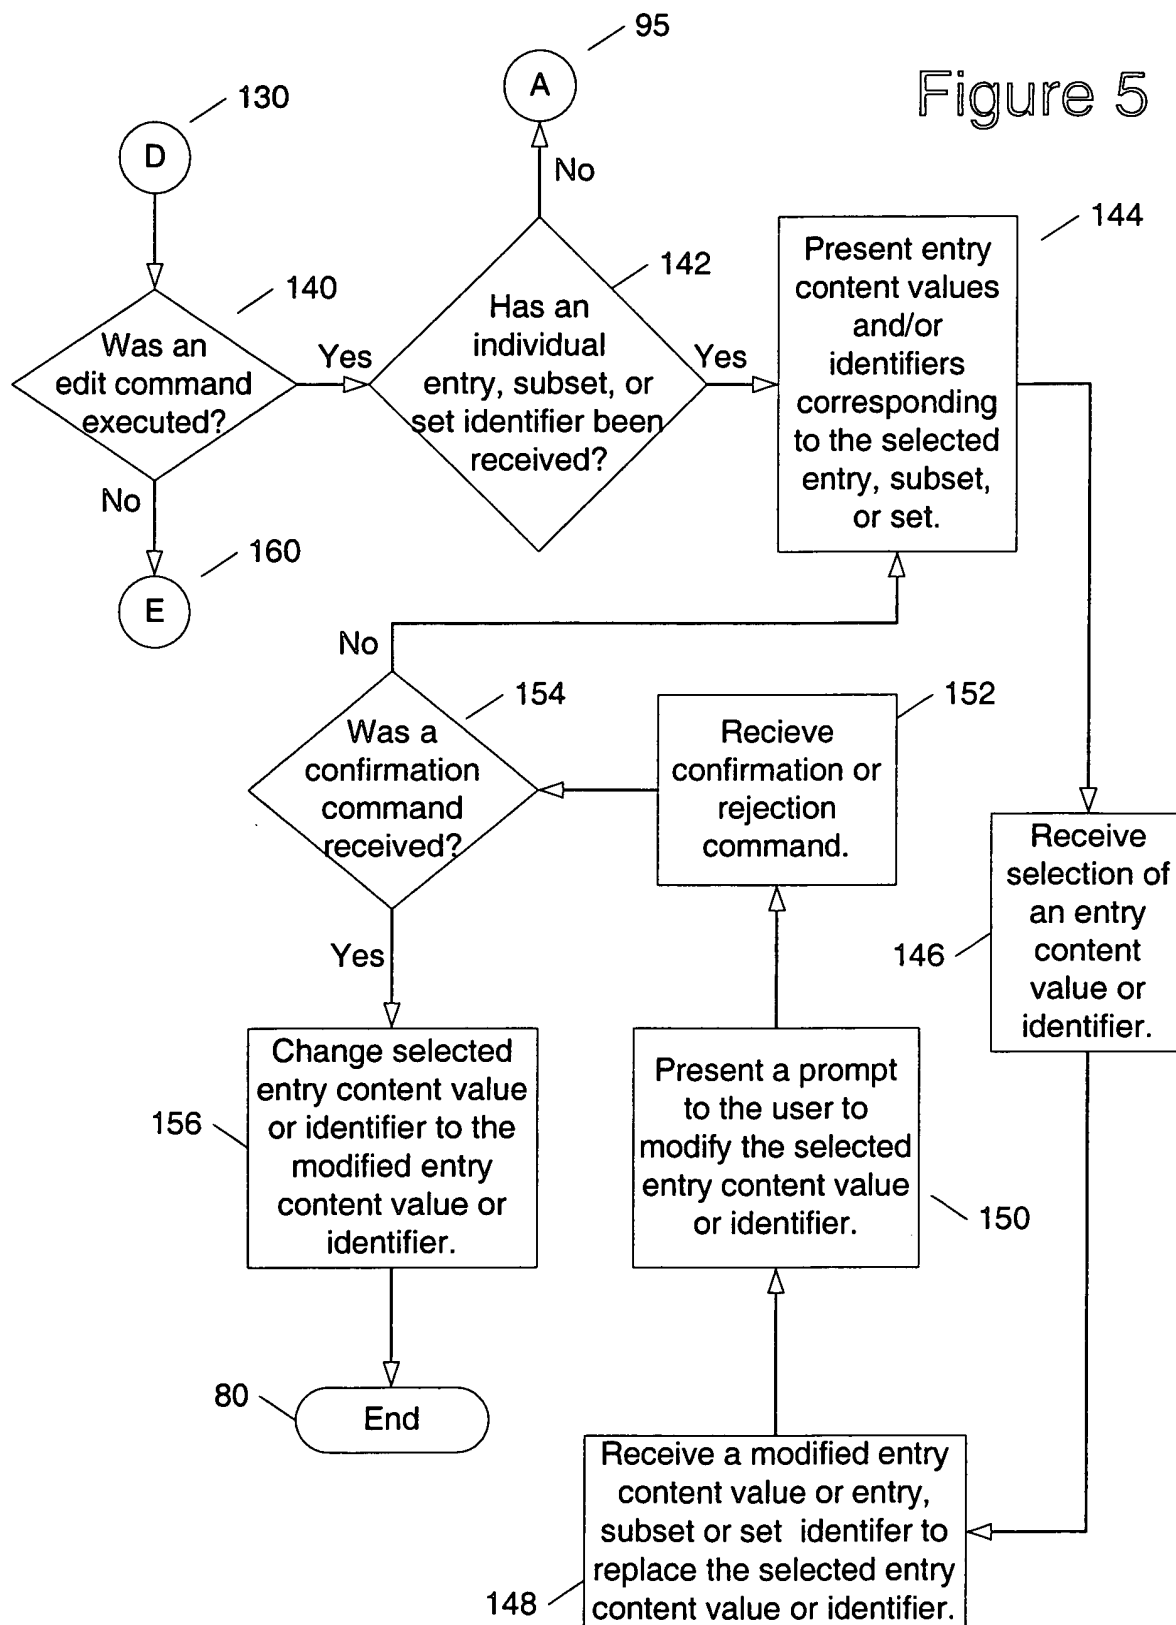 95
Figure 5
A
130
D
No
144
142
140
Present entry
content values
and/or
identifiers
corresponding
to the selected
entry, subset,
or set.
Has an
individual
entry, subset, or
set identifier been
received?
Yes
Yes
Was an
edit command
executed?
No
160
E
No
154
152
Was a
confirmation
command
received?
Recieve
confirmation or
rejection
command.
Receive
selection of
an entry
content
value or
identifier.
146
Yes
Change selected
entry content value
or identifier to the
modified entry
content value or
identifier.
156
Present a prompt
to the user to
modify the selected
entry content value
or identifier.
150
80
End
Receive a modified entry
content value or entry,
subset or set identifer to
replace the selected entry
content value or identifier.
148